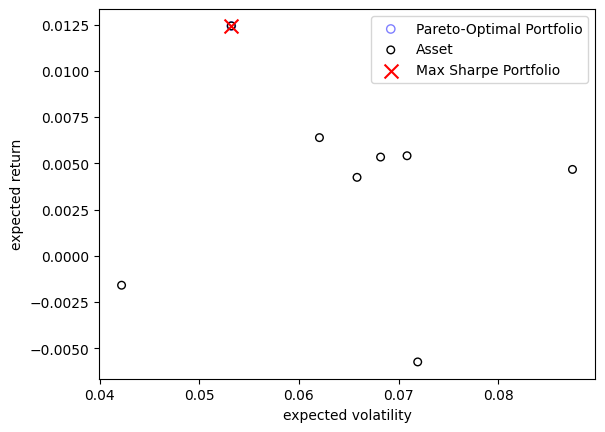 Pareto-Optimal Portfolio
Asset
Max Sharpe Portfolio
0.0125
0.0100
0.0075
0.0050
0.0025
0.0000
−0.0025
−0.0050
expected return
0.04
0.05
0.06
0.07
0.08
expected volatility